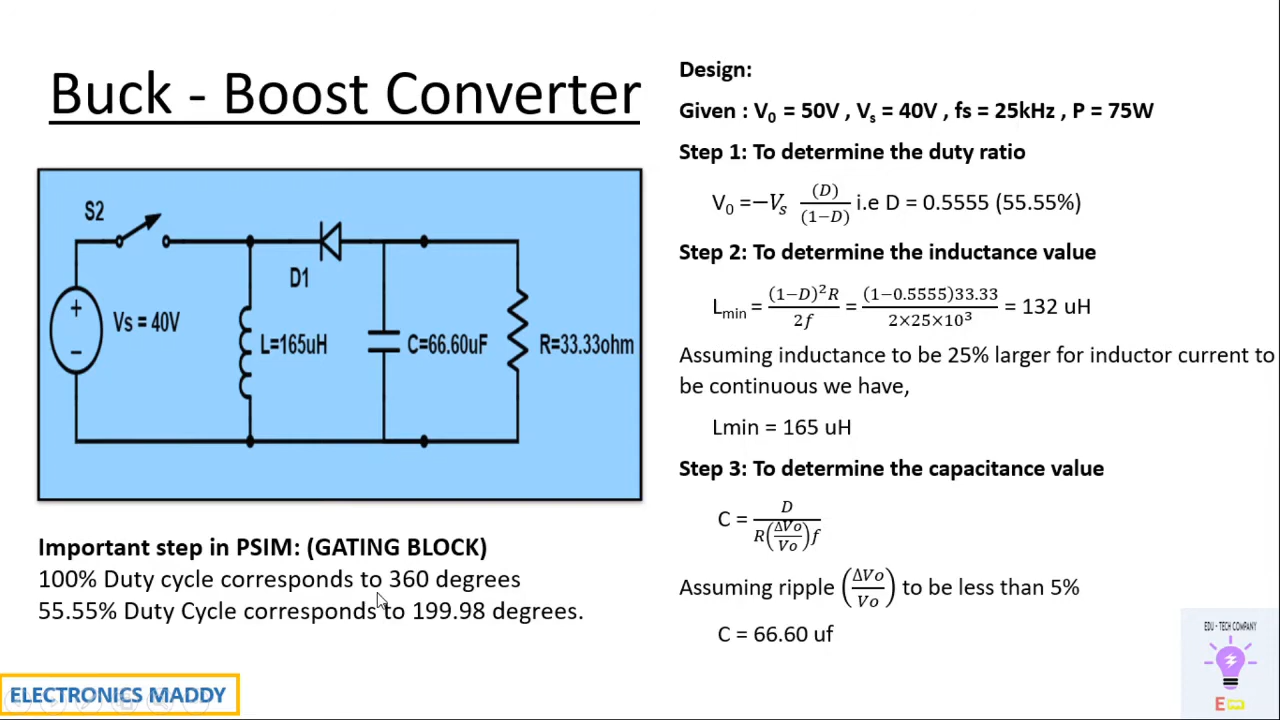 Buck - Boost Converter
S2
D1
Vs = 40V
L=165uH
C=66.60uF
R=33.33ohm
Important step in PSIM: (GATING BLOCK)
100% Duty cycle corresponds to 360 degrees
55.55% Duty Cycle corresponds to 199.98 degrees.
ELECTRONICS MADDY
Design:
Given : V₀ = 50V , Vₛ = 40V , fs = 25kHz , P = 75W
Step 1: To determine the duty ratio
V₀ =−Vₛ (D)/(1−D) i.e D = 0.5555 (55.55%)
Step 2: To determine the inductance value
Lmin = (1−D)²R/2f = (1−0.5555)33.33/2×25×10³ = 132 uH
Assuming inductance to be 25% larger for inductor current to
be continuous we have,
Lmin = 165 uH
Step 3: To determine the capacitance value
C = D/R(ΔVo/Vo)f
Assuming ripple (ΔVo/Vo) to be less than 5%
C = 66.60 uf
EDU - TECH COMPANY